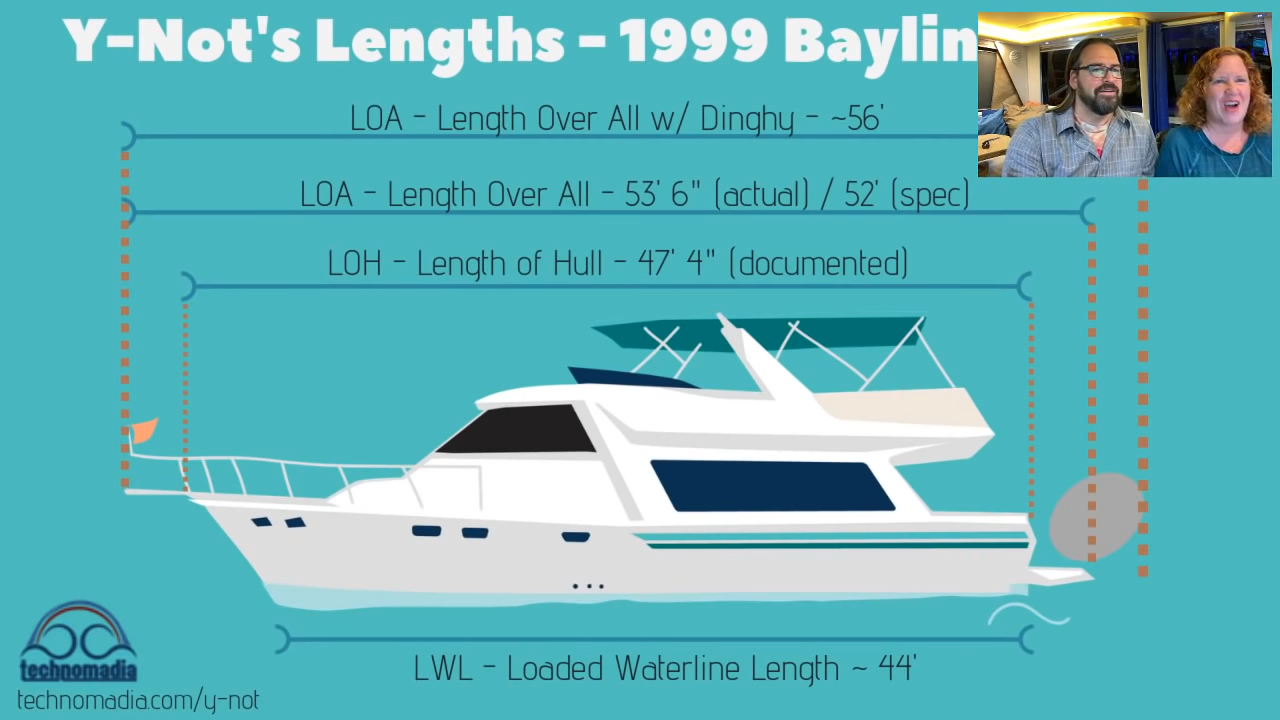 Y-Not's Lengths - 1999 Baylin
LOA - Length Over All w/ Dinghy - ~56'
LOA - Length Over All - 53' 6" (actual) / 52' (spec)
LOH - Length of Hull - 47' 4" (documented)
LWL - Loaded Waterline Length ~ 44'
technomadia
technomadia.com/y-not